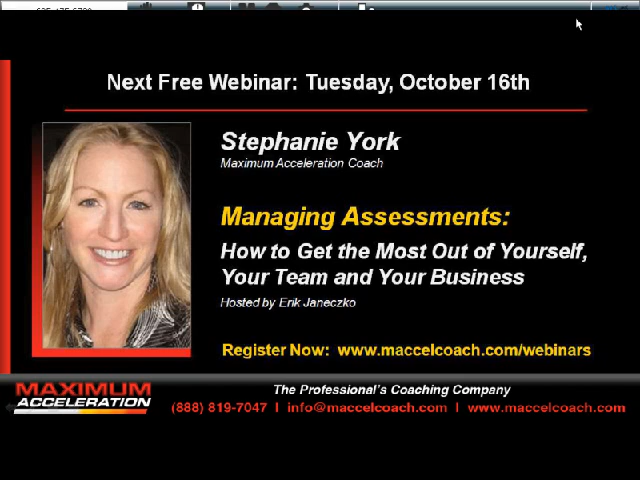 Next Free Webinar: Tuesday, October 16th
Stephanie York
Maximum Acceleration Coach
Managing Assessments:
How to Get the Most Out of Yourself,
Your Team and Your Business
Hosted by Erik Janeczko
Register Now: www.maccelcoach.com/webinars
MAXIMUM
ACCELERATION
The Professional's Coaching Company
(888) 819-7047 | info@maccelcoach.com | www.maccelcoach.com